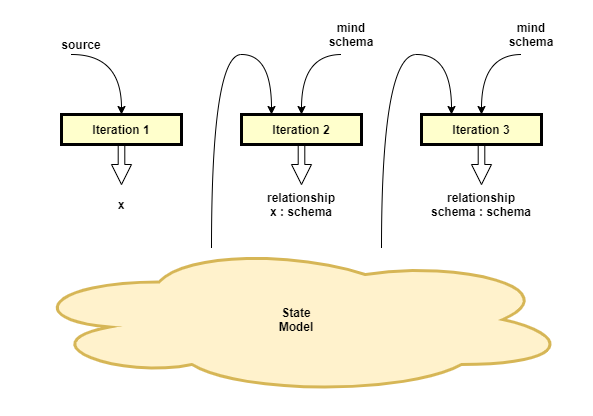 source
mind
schema
mind
schema
Iteration 1
Iteration 2
Iteration 3
x
relationship
x : schema
relationship
schema : schema
State
Model